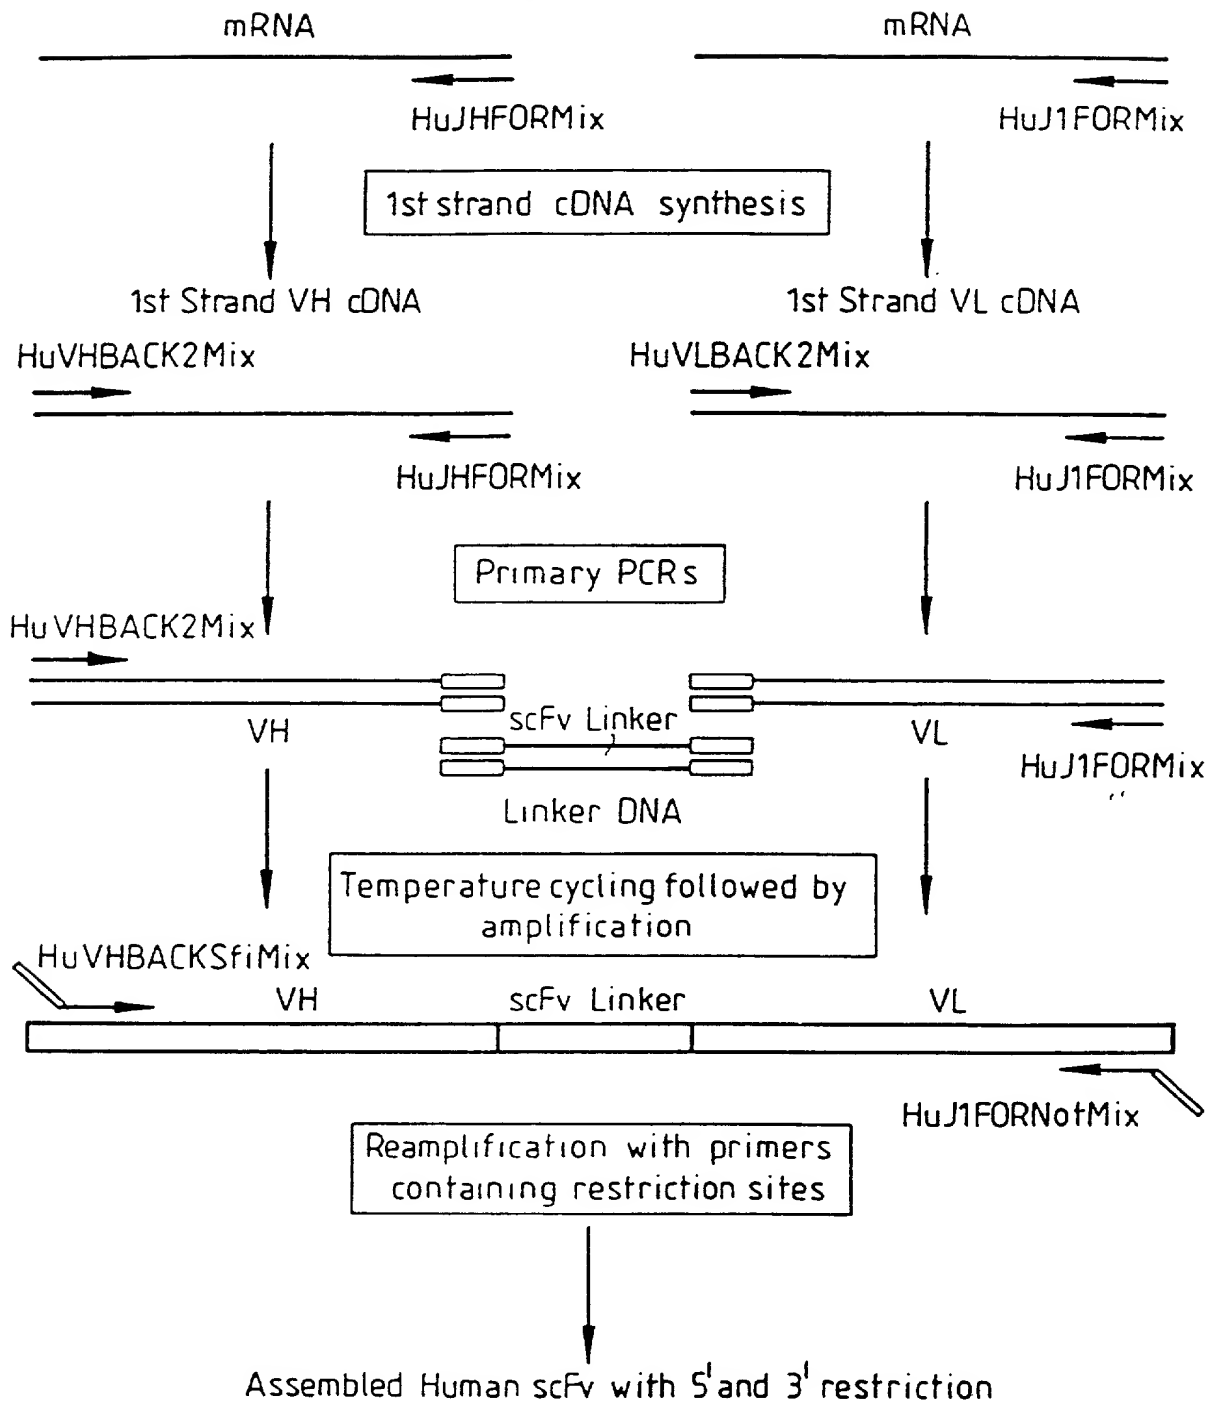 mRNA
mRNA
HuJHFORMix
HuJ1FORMix
1st strand cDNA synthesis
1st Strand VH cDNA
1st Strand VL cDNA
HuVHBACK2Mix
HuVLBACK2Mix
HuJHFORMix
HuJ1FORMix
Primary PCRs
HuVHBACK2Mix
VH
scFv Linker
VL
HuJ1FORMix
Linker DNA
Temperature cycling followed by
amplification
HuVHBACKSfiMix
VH
scFv Linker
VL
HuJ1FORNotMix
Reamplification with primers
containing restriction sites
Assembled Human scFv with 5' and 3' restriction